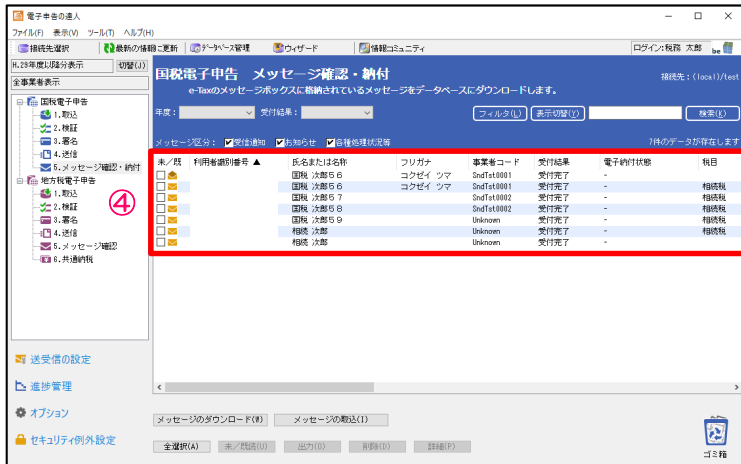 電子申告の達人
ファイル(F) 表示(V) ツール(T) ヘルプ(H)
接続先選択 最新の情報に更新 データベース管理 ウィザード 情報コミュニティ ログイン:税務 太郎 be
H.29年度以降分表示 切替(J)
全事業者表示
国税電子申告
1.取込
2.検証
3.署名
4.送信
5.メッセージ確認・納付
地方税電子申告
1.取込
2.検証
3.署名
4.送信
5.メッセージ確認
6.共通納税
④
送受信の設定
進捗管理
オプション
セキュリティ例外設定
国税電子申告 メッセージ確認・納付
接続先:(local)/test
e-Taxのメッセージボックスに格納されているメッセージをデータベースにダウンロードします。
年度: 受付結果: フィルタ(L) 表示切替(Y) 検索(K)
メッセージ区分: 受信通知 お知らせ 各種処理状況等 7件のデータが存在します
未/既 利用者識別番号 ▲ 氏名または名称 フリガナ 事業者コード 受付結果 電子納付状態 税目
国税 次郎56 コクゼイ ツマ SndTst0001 受付完了 -
国税 次郎56 コクゼイ ツマ SndTst0001 受付完了 - 相続税
国税 次郎57 SndTst0002 受付完了 - 相続税
国税 次郎58 SndTst0002 受付完了 - 相続税
国税 次郎59 Unknown 受付完了 - 相続税
相続 次郎 Unknown 受付完了 - 相続税
相続 次郎 Unknown 受付完了 -
メッセージのダウンロード(W) メッセージの取込(I)
全選択(A) 未/既読(U) 出力(O) 削除(D) 詳細(P)
ゴミ箱